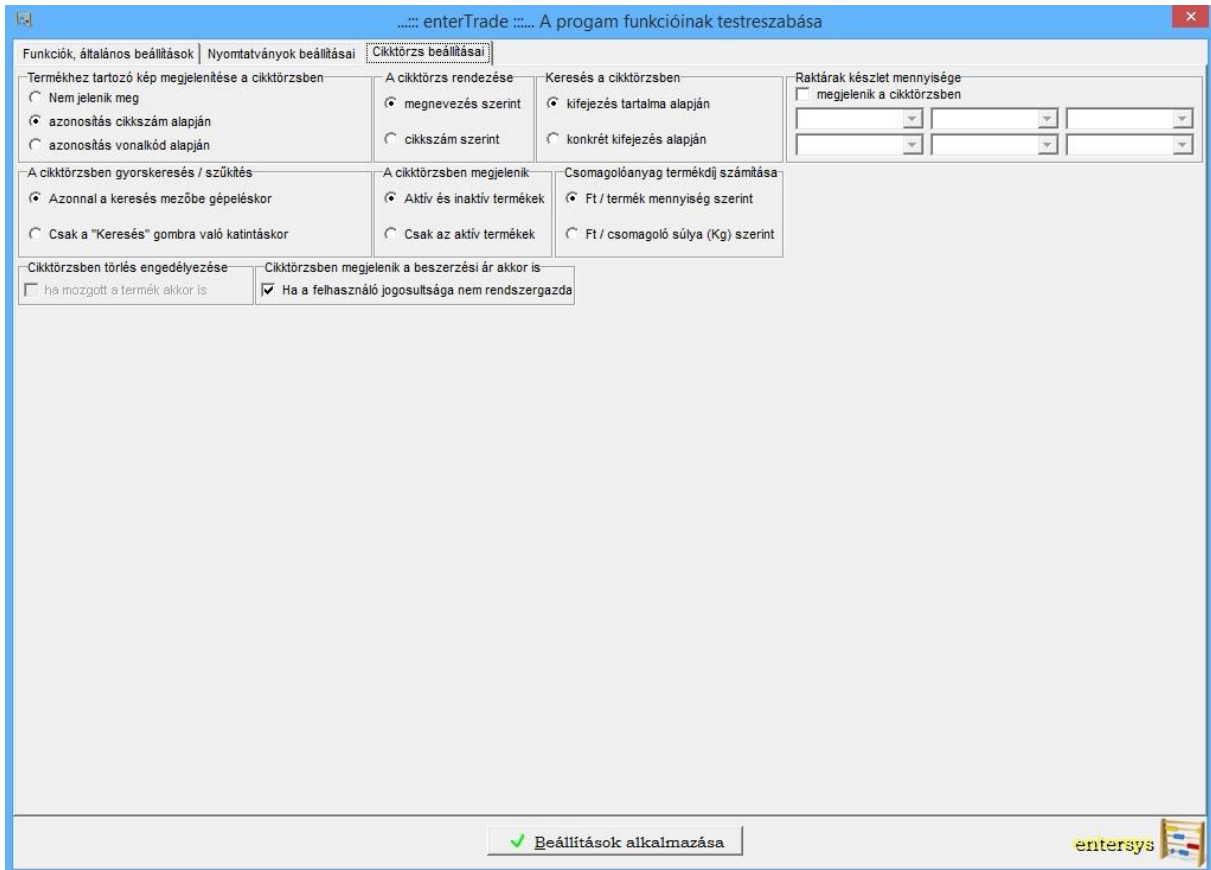 ...::: enterTrade :::... A progam funkcióinak testreszabása
Funkciók, általános beállítások
Nyomtatványok beállításai
Cikktörzs beállításai
Termékhez tartozó kép megjelenítése a cikktörzsben
Nem jelenik meg
azonosítás cikkszám alapján
azonosítás vonalkód alapján
A cikktörzs rendezése
megnevezés szerint
cikkszám szerint
Keresés a cikktörzsben
kifejezés tartalma alapján
konkrét kifejezés alapján
Raktárak készlet mennyisége
megjelenik a cikktörzsben
A cikktörzsben gyorskeresés / szűkítés
Azonnal a keresés mezőbe gépeléskor
Csak a "Keresés" gombra való katintáskor
A cikktörzsben megjelenik
Aktív és inaktív termékek
Csak az aktív termékek
Csomagolóanyag termékdíj számítása
Ft / termék mennyiség szerint
Ft / csomagoló súlya (Kg) szerint
Cikktörzsben törlés engedélyezése
ha mozgott a termék akkor is
Cikktörzsben megjelenik a beszerzési ár akkor is
Ha a felhasználó jogosultsága nem rendszergazda
Beállítások alkalmazása
entersys